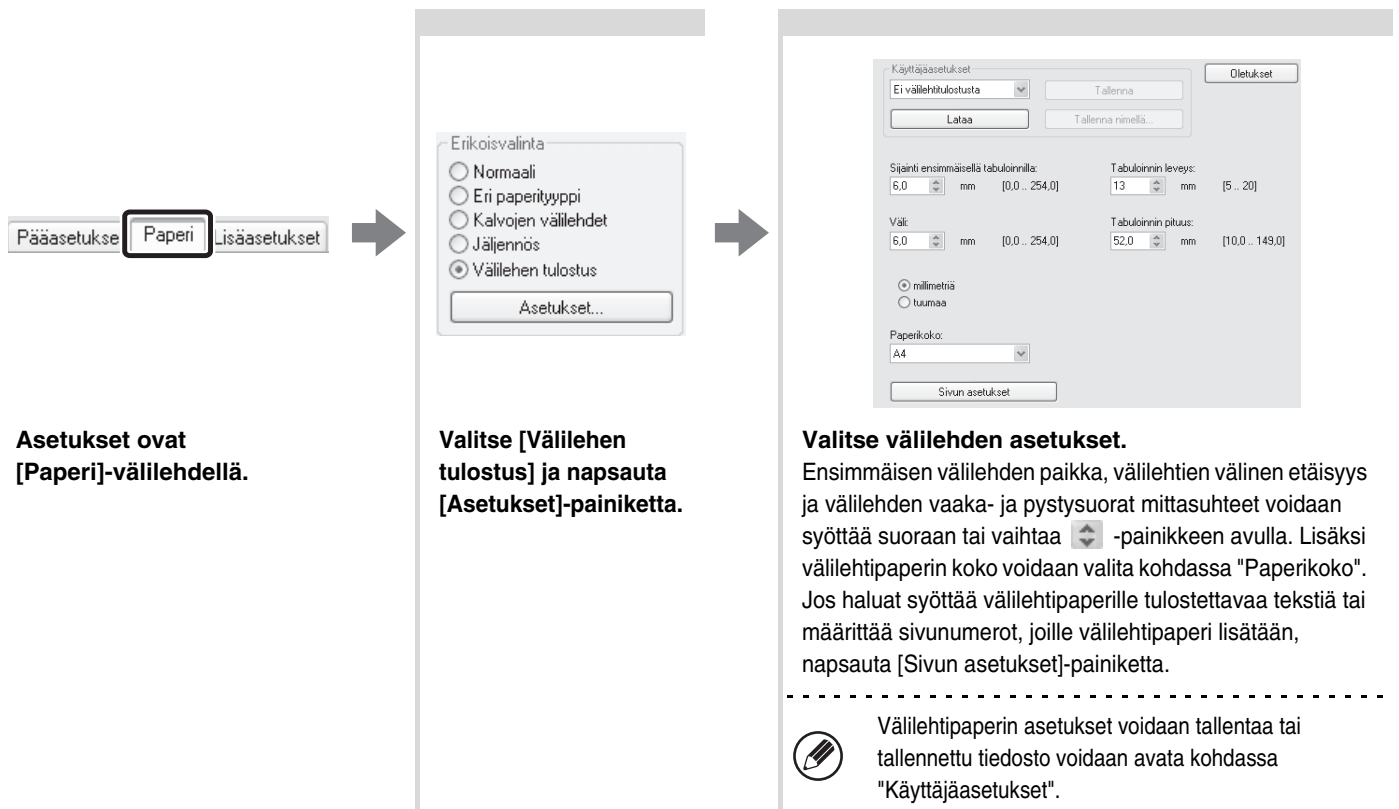 Pääasetukse
Paperi
Lisäasetukset
Asetukset ovat
[Paperi]-välilehdellä.
Erikoisvalinta
Normaali
Eri paperityyppi
Kalvojen välilehdet
Jäljennös
Välilehen tulostus
Asetukset...
Valitse [Välilehen
tulostus] ja napsauta
[Asetukset]-painiketta.
Käyttäjäasetukset
Oletukset
Ei välilehtitulostusta
Tallenna
Lataa
Tallenna nimellä...
Sijainti ensimmäisellä tabuloinnilla:
6,0 mm [0,0 .. 254,0]
Tabuloinnin leveys:
13 mm [5 .. 20]
Väli:
6,0 mm [0,0 .. 254,0]
Tabuloinnin pituus:
52,0 mm [10,0 .. 149,0]
millimetriä
tuumaa
Paperikoko:
A4
Sivun asetukset
Valitse välilehden asetukset.
Ensimmäisen välilehden paikka, välilehtien välinen etäisyys
ja välilehden vaaka- ja pystysuorat mittasuhteet voidaan
syöttää suoraan tai vaihtaa -painikkeen avulla. Lisäksi
välilehtipaperin koko voidaan valita kohdassa "Paperikoko".
Jos haluat syöttää välilehtipaperille tulostettavaa tekstiä tai
määrittää sivunumerot, joille välilehtipaperi lisätään,
napsauta [Sivun asetukset]-painiketta.
Välilehtipaperin asetukset voidaan tallentaa tai
tallennettu tiedosto voidaan avata kohdassa
"Käyttäjäasetukset".